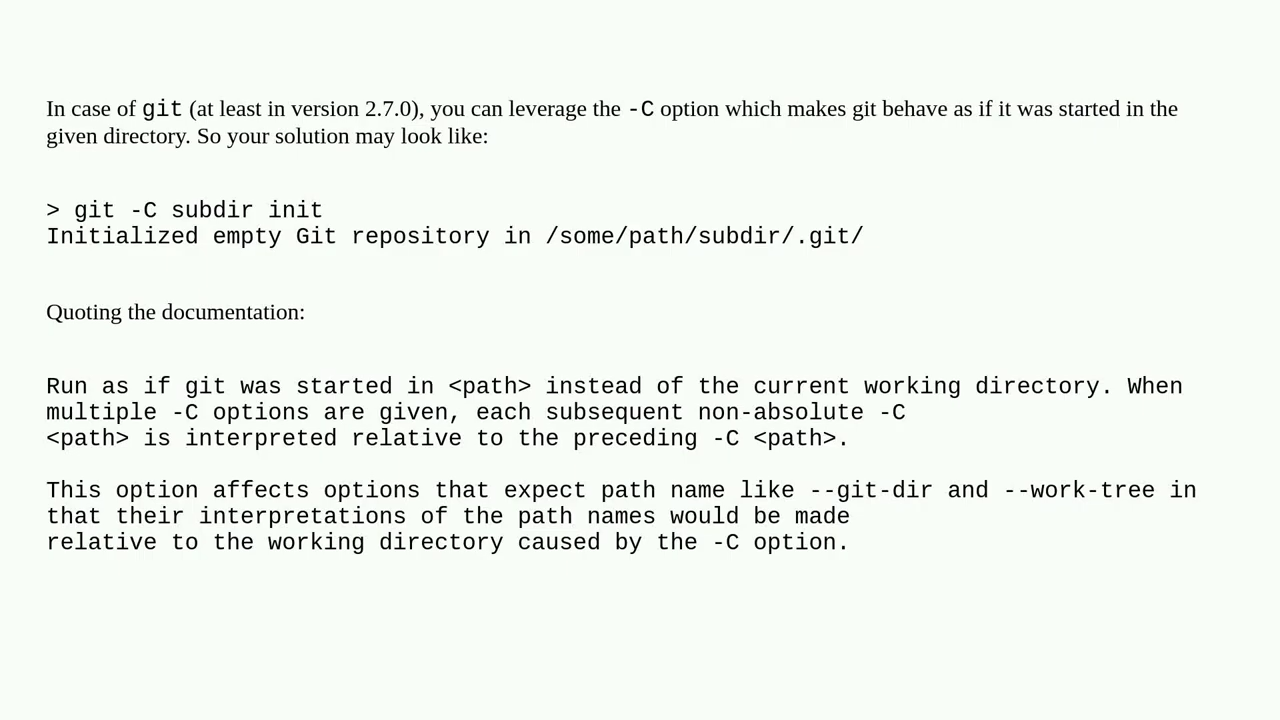 In case of git (at least in version 2.7.0), you can leverage the -C option which makes git behave as if it was started in the
given directory. So your solution may look like:
> git -C subdir init
Initialized empty Git repository in /some/path/subdir/.git/
Quoting the documentation:
Run as if git was started in <path> instead of the current working directory. When
multiple -C options are given, each subsequent non-absolute -C
<path> is interpreted relative to the preceding -C <path>.
This option affects options that expect path name like --git-dir and --work-tree in
that their interpretations of the path names would be made
relative to the working directory caused by the -C option.